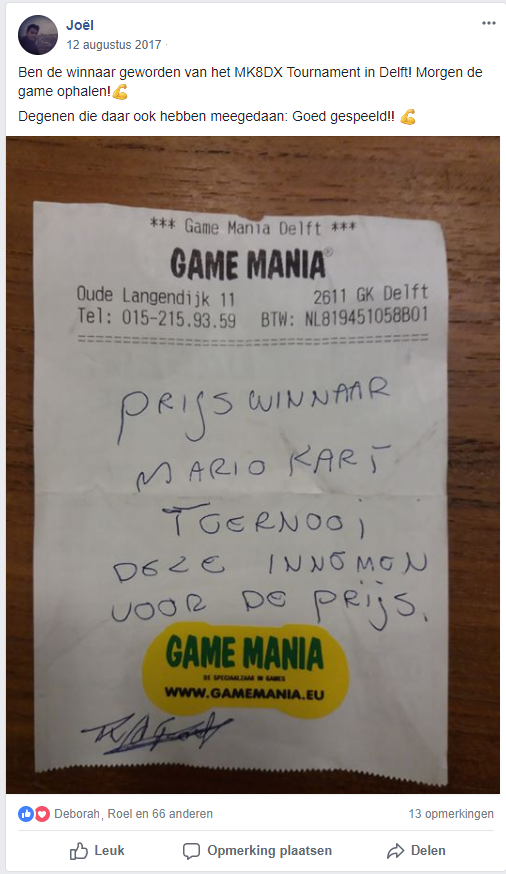 Joël
12 augustus 2017
Ben de winnaar geworden van het MK8DX Tournament in Delft! Morgen de
game ophalen!💪
Degenen die daar ook hebben meegedaan: Goed gespeeld!! 💪
*** Game Mania Delft ***
GAME MANIA®
Oude Langendijk 11 2611 GK Delft
Tel: 015-215.93.59 BTW: NL819451058B01
PRIJS WINNAAR
MARIO KART
TOERNOOI
DEZE INNEMEN
VOOR DE PRIJS.
GAME MANIA
DE SPECIAALZAAK IN GAMES
WWW.GAMEMANIA.EU
Deborah, Roel en 66 anderen 13 opmerkingen
Leuk Opmerking plaatsen Delen